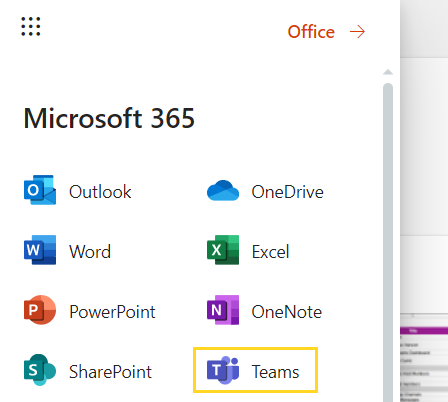 Office →
Microsoft 365
Outlook OneDrive
Word Excel
PowerPoint OneNote
SharePoint Teams